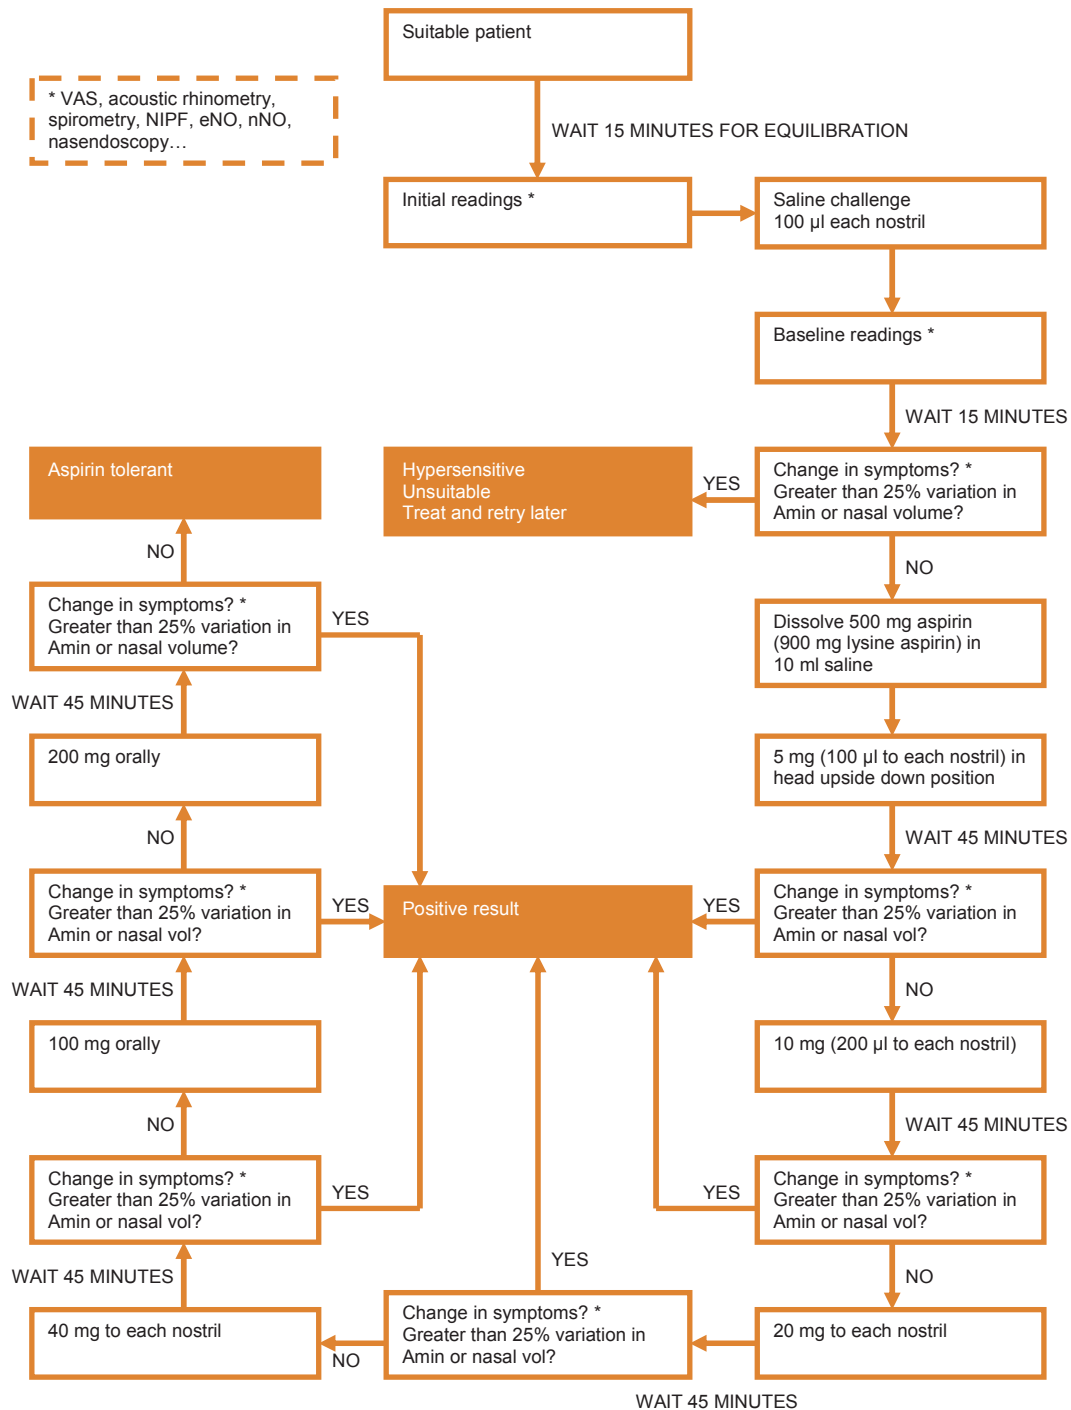 Suitable patient
* VAS, acoustic rhinometry,
spirometry, NIPF, eNO, nNO,
nasendoscopy…
WAIT 15 MINUTES FOR EQUILIBRATION
Initial readings *
Saline challenge
100 µl each nostril
Baseline readings *
WAIT 15 MINUTES
Change in symptoms? *
Greater than 25% variation in
Amin or nasal volume?
YES
Hypersensitive
Unsuitable
Treat and retry later
NO
Dissolve 500 mg aspirin
(900 mg lysine aspirin) in
10 ml saline
5 mg (100 µl to each nostril) in
head upside down position
WAIT 45 MINUTES
Change in symptoms? *
Greater than 25% variation in
Amin or nasal vol?
YES
Positive result
NO
10 mg (200 µl to each nostril)
WAIT 45 MINUTES
Change in symptoms? *
Greater than 25% variation in
Amin or nasal vol?
YES
NO
20 mg to each nostril
WAIT 45 MINUTES
Change in symptoms? *
Greater than 25% variation in
Amin or nasal vol?
YES
NO
40 mg to each nostril
WAIT 45 MINUTES
Change in symptoms? *
Greater than 25% variation in
Amin or nasal vol?
YES
NO
100 mg orally
WAIT 45 MINUTES
Change in symptoms? *
Greater than 25% variation in
Amin or nasal vol?
YES
NO
200 mg orally
WAIT 45 MINUTES
Change in symptoms? *
Greater than 25% variation in
Amin or nasal volume?
YES
NO
Aspirin tolerant